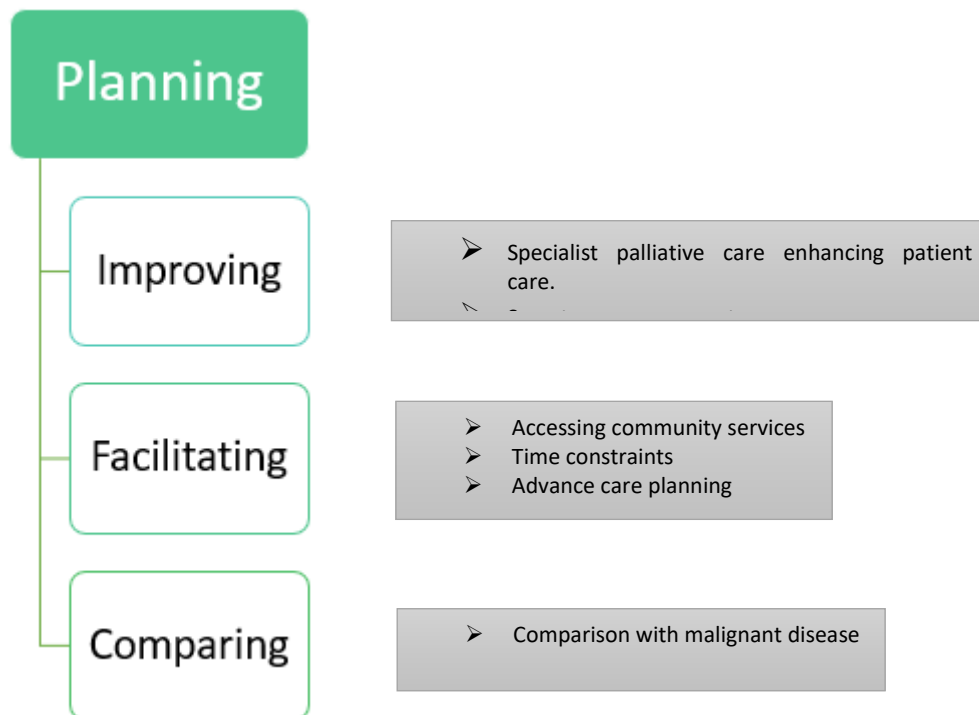 Planning
Improving
➢ Specialist palliative care enhancing patient
care.
➢
Facilitating
➢ Accessing community services
➢ Time constraints
➢ Advance care planning
Comparing
➢ Comparison with malignant disease